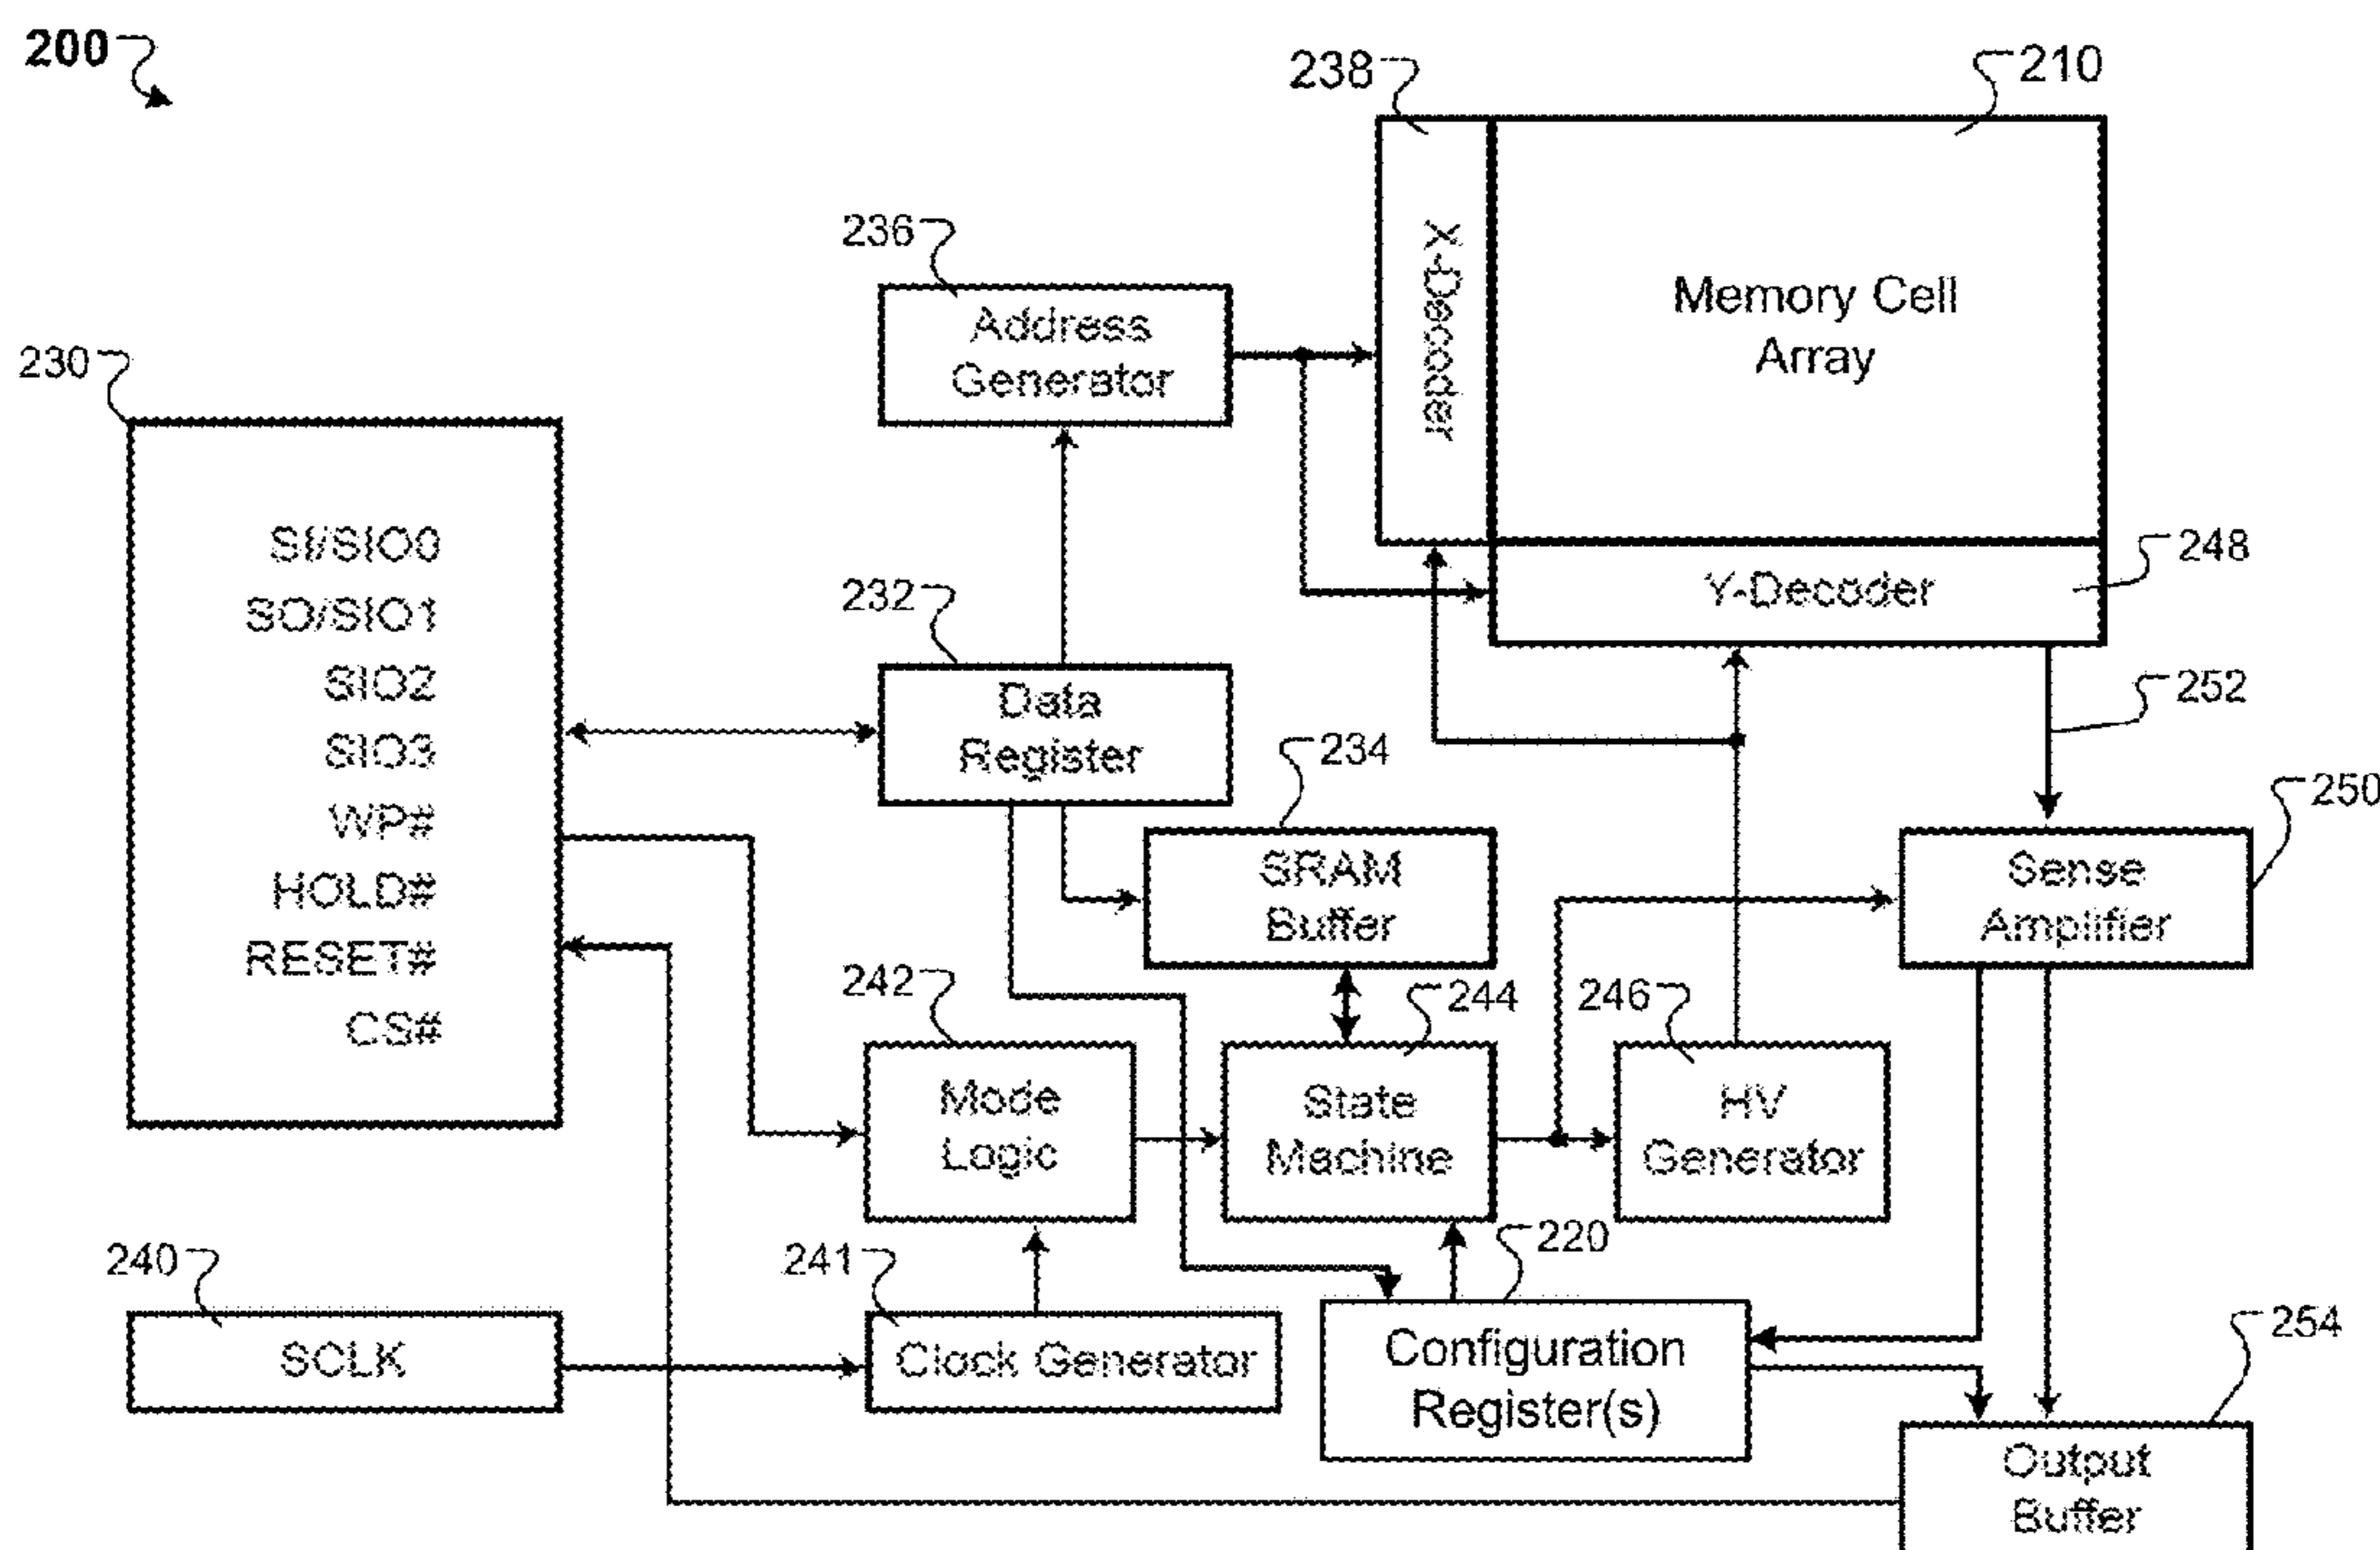 200
238
210
236
Address
Generator
X-Decoder
Memory Cell
Array
230
SI/SIO0
SO/SIO1
SIO2
SIO3
WP#
HOLD#
RESET#
CS#
232
Data
Register
Y-Decoder
248
252
234
SRAM
Buffer
250
Sense
Amplifier
242
Mode
Logic
244
State
Machine
246
HV
Generator
240
SCLK
241
Clock Generator
220
Configuration
Register(s)
254
Output
Buffer